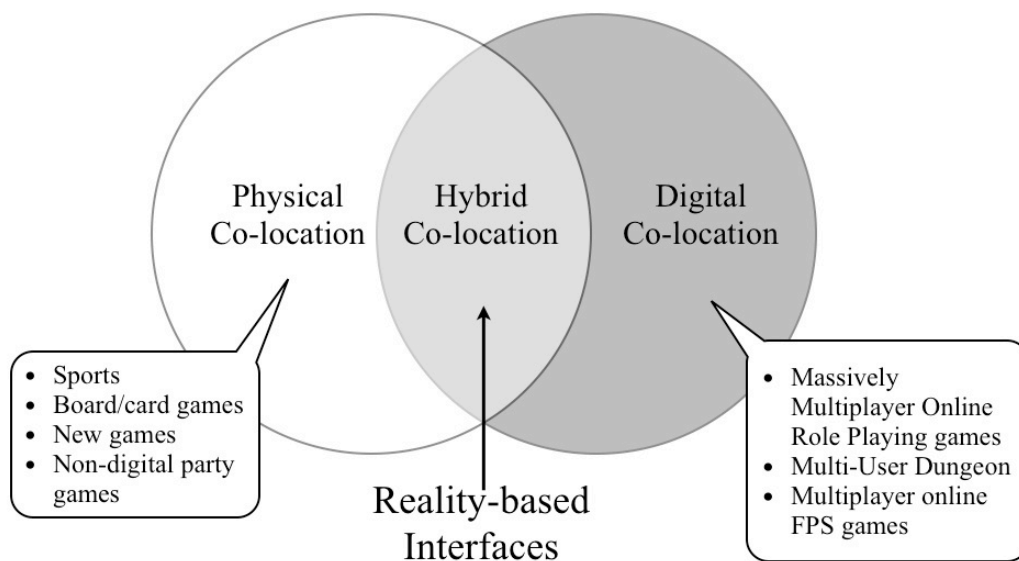 Physical
Co-location
Hybrid
Co-location
Digital
Co-location
• Sports
• Board/card games
• New games
• Non-digital party
games
• Massively
Multiplayer Online
Role Playing games
• Multi-User Dungeon
• Multiplayer online
FPS games
Reality-based
Interfaces